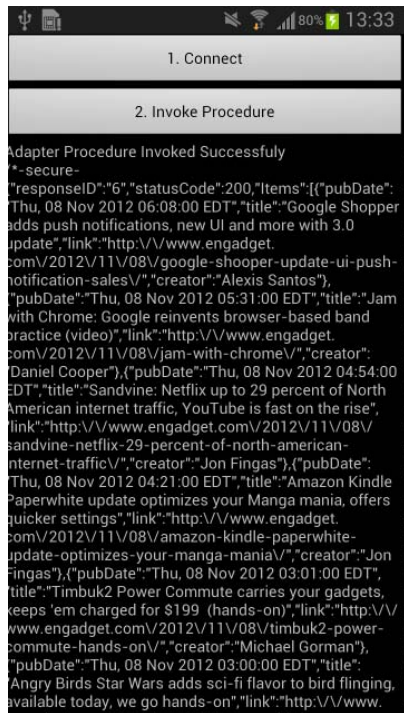 80% 13:33
1. Connect
2. Invoke Procedure
Adapter Procedure Invoked Successfuly
/*-secure-
{"responseID":"6","statusCode":200,"Items":[{"pubDate":
"Thu, 08 Nov 2012 06:08:00 EDT","title":"Google Shopper
adds push notifications, new UI and more with 3.0
update","link":"http:\/\/www.engadget.
com\/2012\/11\/08\/google-shooper-update-ui-push-
notification-sales\/","creator":"Alexis Santos"},
{"pubDate":"Thu, 08 Nov 2012 05:31:00 EDT","title":"Jam
with Chrome: Google reinvents browser-based band
practice (video)","link":"http:\/\/www.engadget.
com\/2012\/11\/08\/jam-with-chrome\/","creator":
"Daniel Cooper"},{"pubDate":"Thu, 08 Nov 2012 04:54:00
EDT","title":"Sandvine: Netflix up to 29 percent of North
American internet traffic, YouTube is fast on the rise",
"link":"http:\/\/www.engadget.com\/2012\/11\/08\/
sandvine-netflix-29-percent-of-north-american-
internet-traffic\/","creator":"Jon Fingas"},{"pubDate":
"Thu, 08 Nov 2012 04:21:00 EDT","title":"Amazon Kindle
Paperwhite update optimizes your Manga mania, offers
quicker settings","link":"http:\/\/www.engadget.
com\/2012\/11\/08\/amazon-kindle-paperwhite-
update-optimizes-your-manga-mania\/","creator":"Jon
Fingas"},{"pubDate":"Thu, 08 Nov 2012 03:01:00 EDT",
"title":"Timbuk2 Power Commute carries your gadgets,
keeps 'em charged for $199  (hands-on)","link":"http:\/\/
www.engadget.com\/2012\/11\/08\/timbuk2-power-
commute-hands-on\/","creator":"Michael Gorman"},
{"pubDate":"Thu, 08 Nov 2012 03:00:00 EDT","title":
"Angry Birds Star Wars adds sci-fi flavor to bird flinging,
available today, we go hands-on","link":"http:\/\/www.